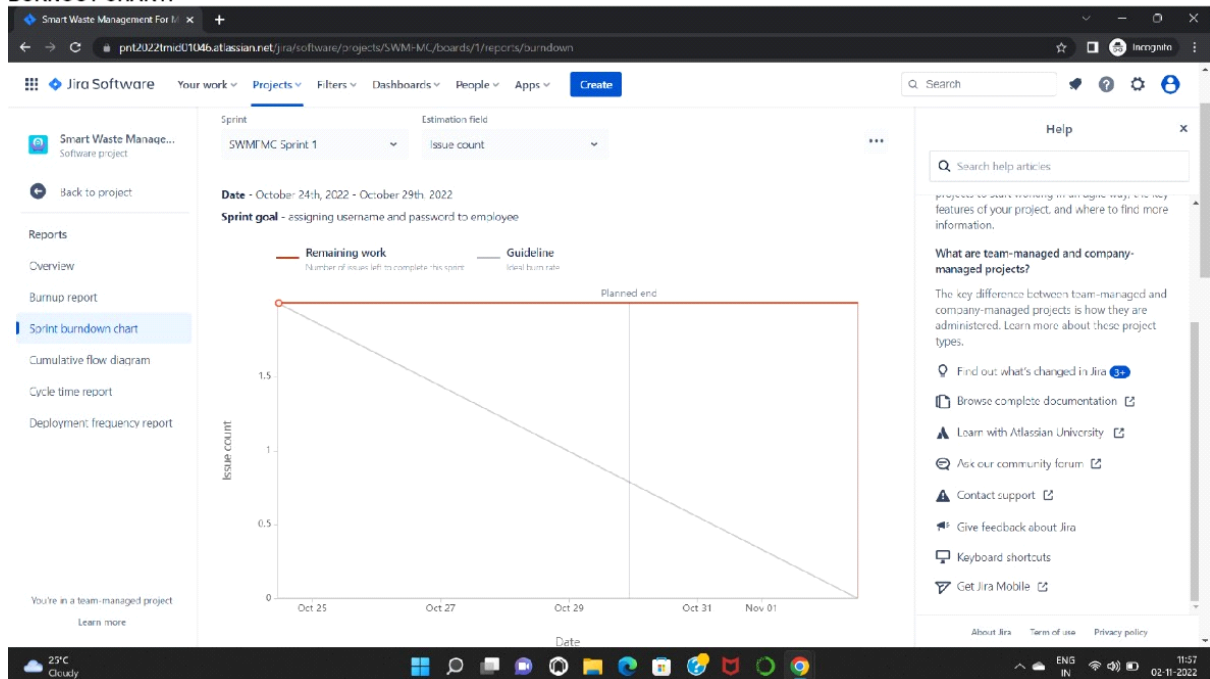 Smart Waste Management For M
pnt2022tmid01046.atlassian.net/jira/software/projects/SWMFMC/boards/1/reports/burndown
Incognito
Jira Software Your work Projects Filters Dashboards People Apps Create
Search
Smart Waste Manage...
Software project
Back to project
Reports
Overview
Burnup report
Sprint burndown chart
Cumulative flow diagram
Cycle time report
Deployment frequency report
You're in a team-managed project
Learn more
Sprint Estimation field
SWMFMC Sprint 1 Issue count
Date - October 24th, 2022 - October 29th, 2022
Sprint goal - assigning username and password to employee
Remaining work Guideline
Number of issues left to complete this sprint Ideal burn rate
Planned end
1.5
1
0.5
0
Issue count
Oct 25 Oct 27 Oct 29 Oct 31 Nov 01
Date
Help
Search help articles
features of your project, and where to find more
information.
What are team-managed and company-
managed projects?
The key difference between team-managed and
company-managed projects is how they are
administered. Learn more about these project
types.
Find out what's changed in Jira 3+
Browse complete documentation
Learn with Atlassian University
Ask our community forum
Contact support
Give feedback about Jira
Keyboard shortcuts
Get Jira Mobile
About Jira Term of use Privacy policy
25°C
Cloudy
ENG
IN
11:57
02-11-2022